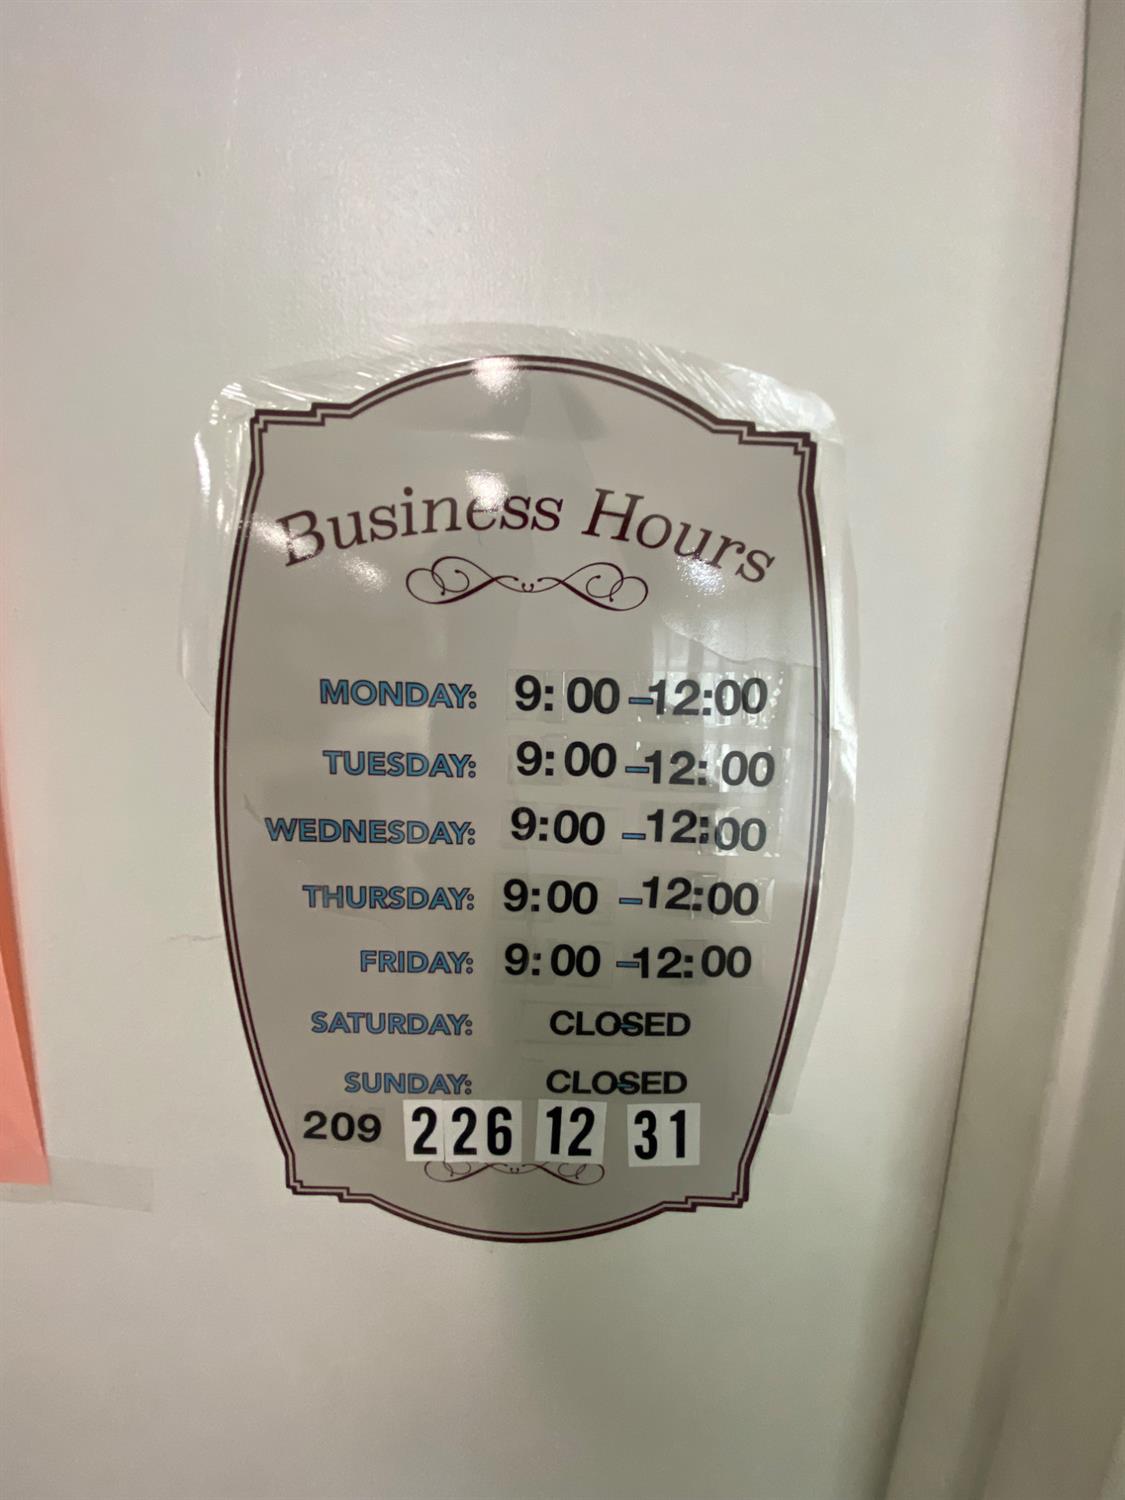 Business Hours
MONDAY: 9:00–12:00
TUESDAY: 9:00–12:00
WEDNESDAY: 9:00–12:00
THURSDAY: 9:00–12:00
FRIDAY: 9:00–12:00
SATURDAY: CLOSED
SUNDAY: CLOSED
209 226 12 31